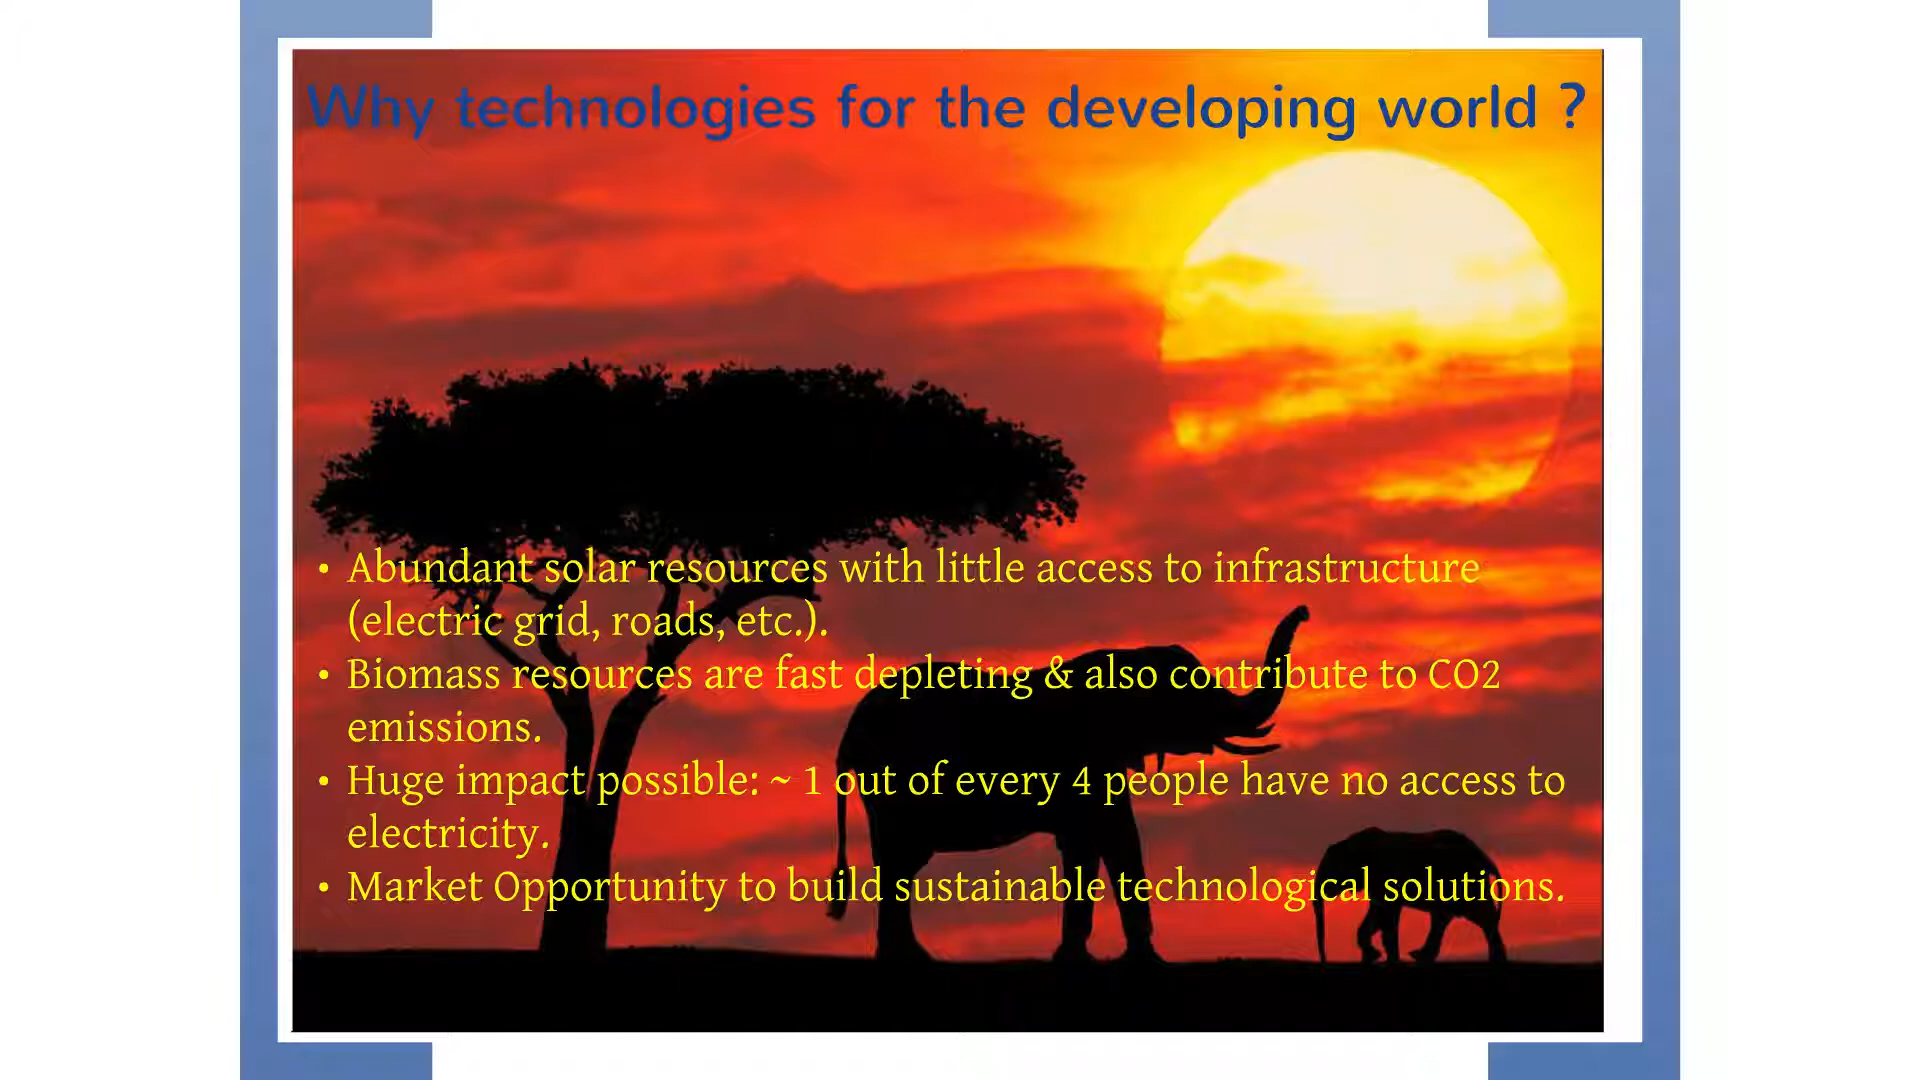 Why technologies for the developing world ?
• Abundant solar resources with little access to infrastructure
(electric grid, roads, etc.).
• Biomass resources are fast depleting & also contribute to CO2
emissions.
• Huge impact possible: ~ 1 out of every 4 people have no access to
electricity.
• Market Opportunity to build sustainable technological solutions.